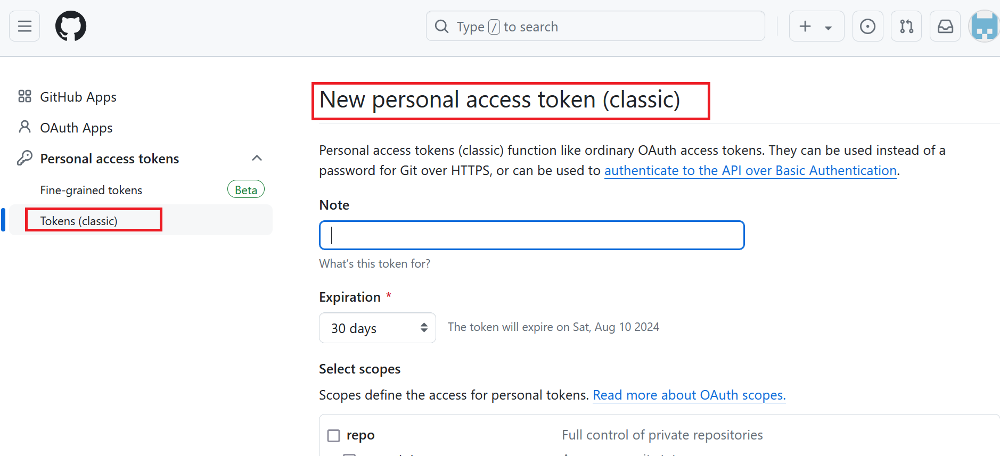 Type / to search
GitHub Apps
OAuth Apps
Personal access tokens
Fine-grained tokens Beta
Tokens (classic)
New personal access token (classic)
Personal access tokens (classic) function like ordinary OAuth access tokens. They can be used instead of a
password for Git over HTTPS, or can be used to authenticate to the API over Basic Authentication.
Note
What's this token for?
Expiration *
30 days The token will expire on Sat, Aug 10 2024
Select scopes
Scopes define the access for personal tokens. Read more about OAuth scopes.
repo Full control of private repositories